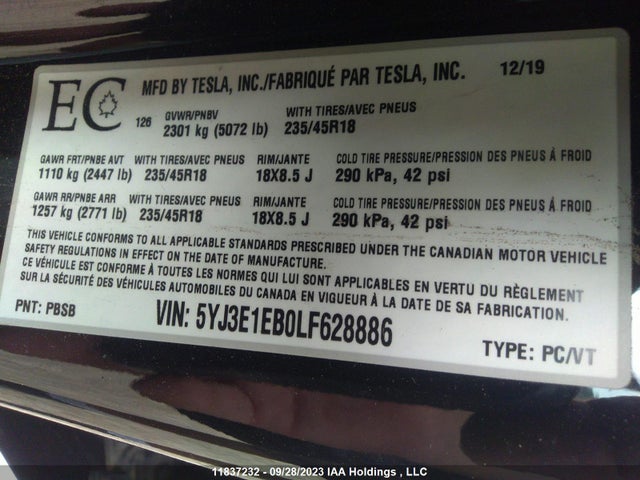 EC
MFD BY TESLA, INC./FABRIQUÉ PAR TESLA, INC. 12/19
126
GVWR/PNBV WITH TIRES/AVEC PNEUS
2301 kg (5072 lb) 235/45R18
GAWR FRT/PNBE AVT WITH TIRES/AVEC PNEUS RIM/JANTE COLD TIRE PRESSURE/PRESSION DES PNEUS À FROID
1110 kg (2447 lb) 235/45R18 18X8.5 J 290 kPa, 42 psi
GAWR RR/PNBE ARR WITH TIRES/AVEC PNEUS RIM/JANTE COLD TIRE PRESSURE/PRESSION DES PNEUS À FROID
1257 kg (2771 lb) 235/45R18 18X8.5 J 290 kPa, 42 psi
THIS VEHICLE CONFORMS TO ALL APPLICABLE STANDARDS PRESCRIBED UNDER THE CANADIAN MOTOR VEHICLE
SAFETY REGULATIONS IN EFFECT ON THE DATE OF MANUFACTURE.
CE VÉHICULE EST CONFORME À TOUTES LES NORMES QUI LUI SONT APPLICABLES EN VERTU DU RÈGLEMENT
SUR LA SÉCURITÉ DES VÉHICULES AUTOMOBILES DU CANADA EN VIGUEUR À LA DATE DE SA FABRICATION.
PNT: PBSB VIN: 5YJ3E1EB0LF628886 TYPE: PC/VT
11837232 - 09/28/2023 IAA Holdings , LLC